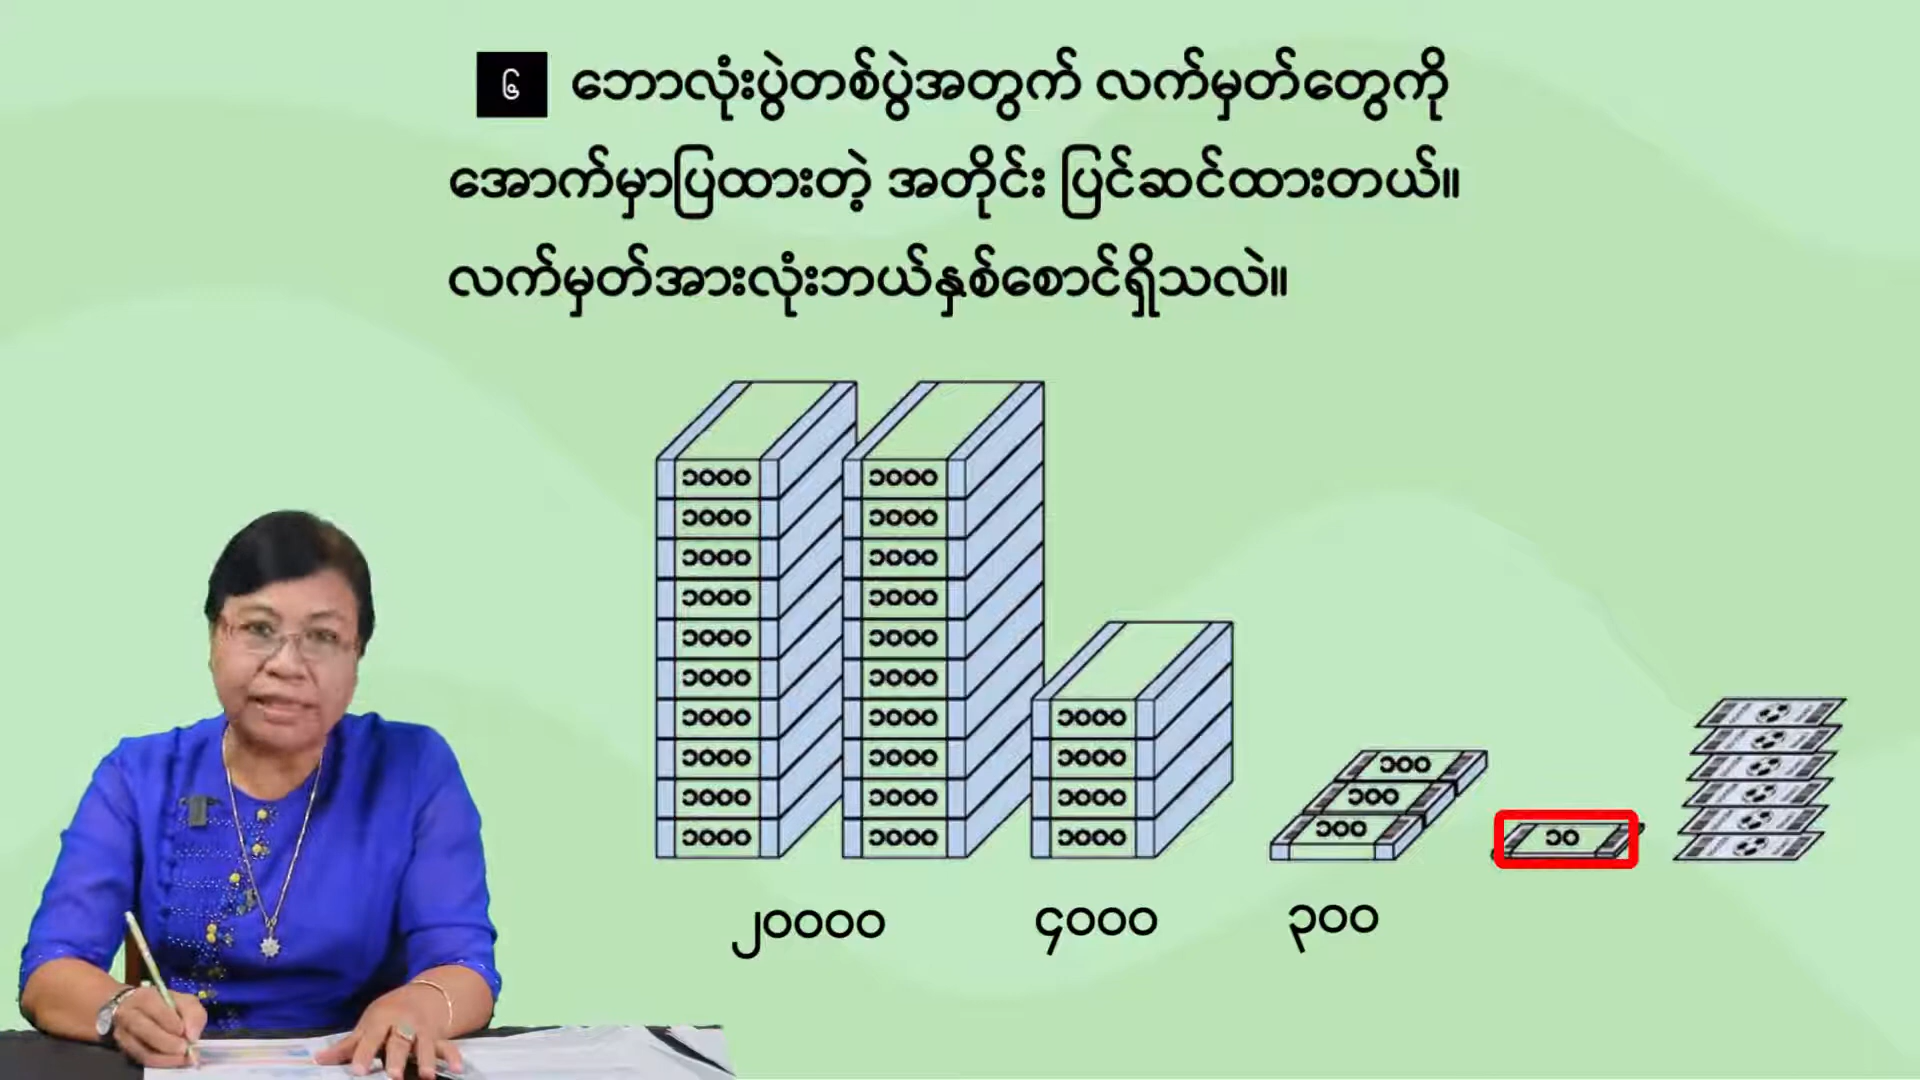 ၆ ဘောလုံးပွဲတစ်ပွဲအတွက် လက်မှတ်တွေကို
အောက်မှာပြထားတဲ့ အတိုင်း ပြင်ဆင်ထားတယ်။
လက်မှတ်အားလုံးဘယ်နှစ်စောင်ရှိသလဲ။
၁၀၀၀ ၁၀၀၀
၁၀၀၀ ၁၀၀၀
၁၀၀၀ ၁၀၀၀
၁၀၀၀ ၁၀၀၀
၁၀၀၀ ၁၀၀၀
၁၀၀၀ ၁၀၀၀
၁၀၀၀ ၁၀၀၀ ၁၀၀၀
၁၀၀၀ ၁၀၀၀ ၁၀၀၀ ၁၀၀
၁၀၀၀ ၁၀၀၀ ၁၀၀၀ ၁၀၀
၁၀၀၀ ၁၀၀၀ ၁၀၀၀ ၁၀၀ ၁၀
၂၀၀၀၀ ၄၀၀၀ ၃၀၀